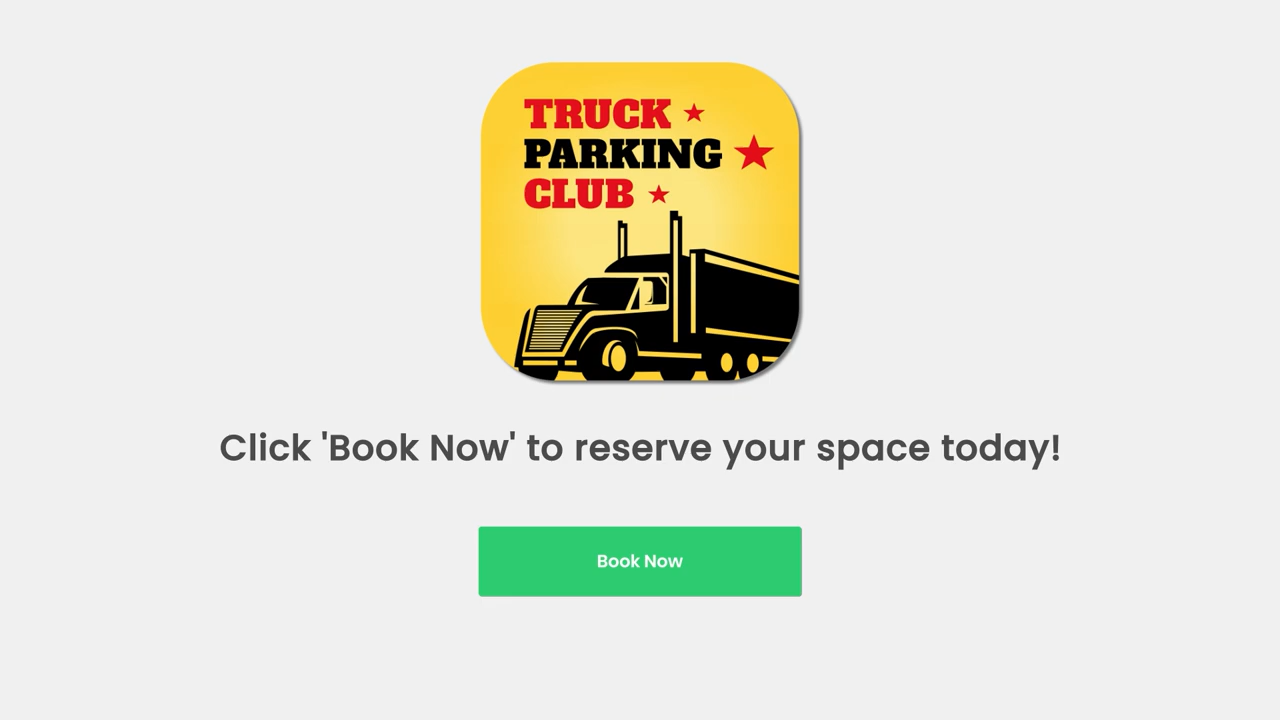 TRUCK
PARKING
CLUB
Click 'Book Now' to reserve your space today!
Book Now